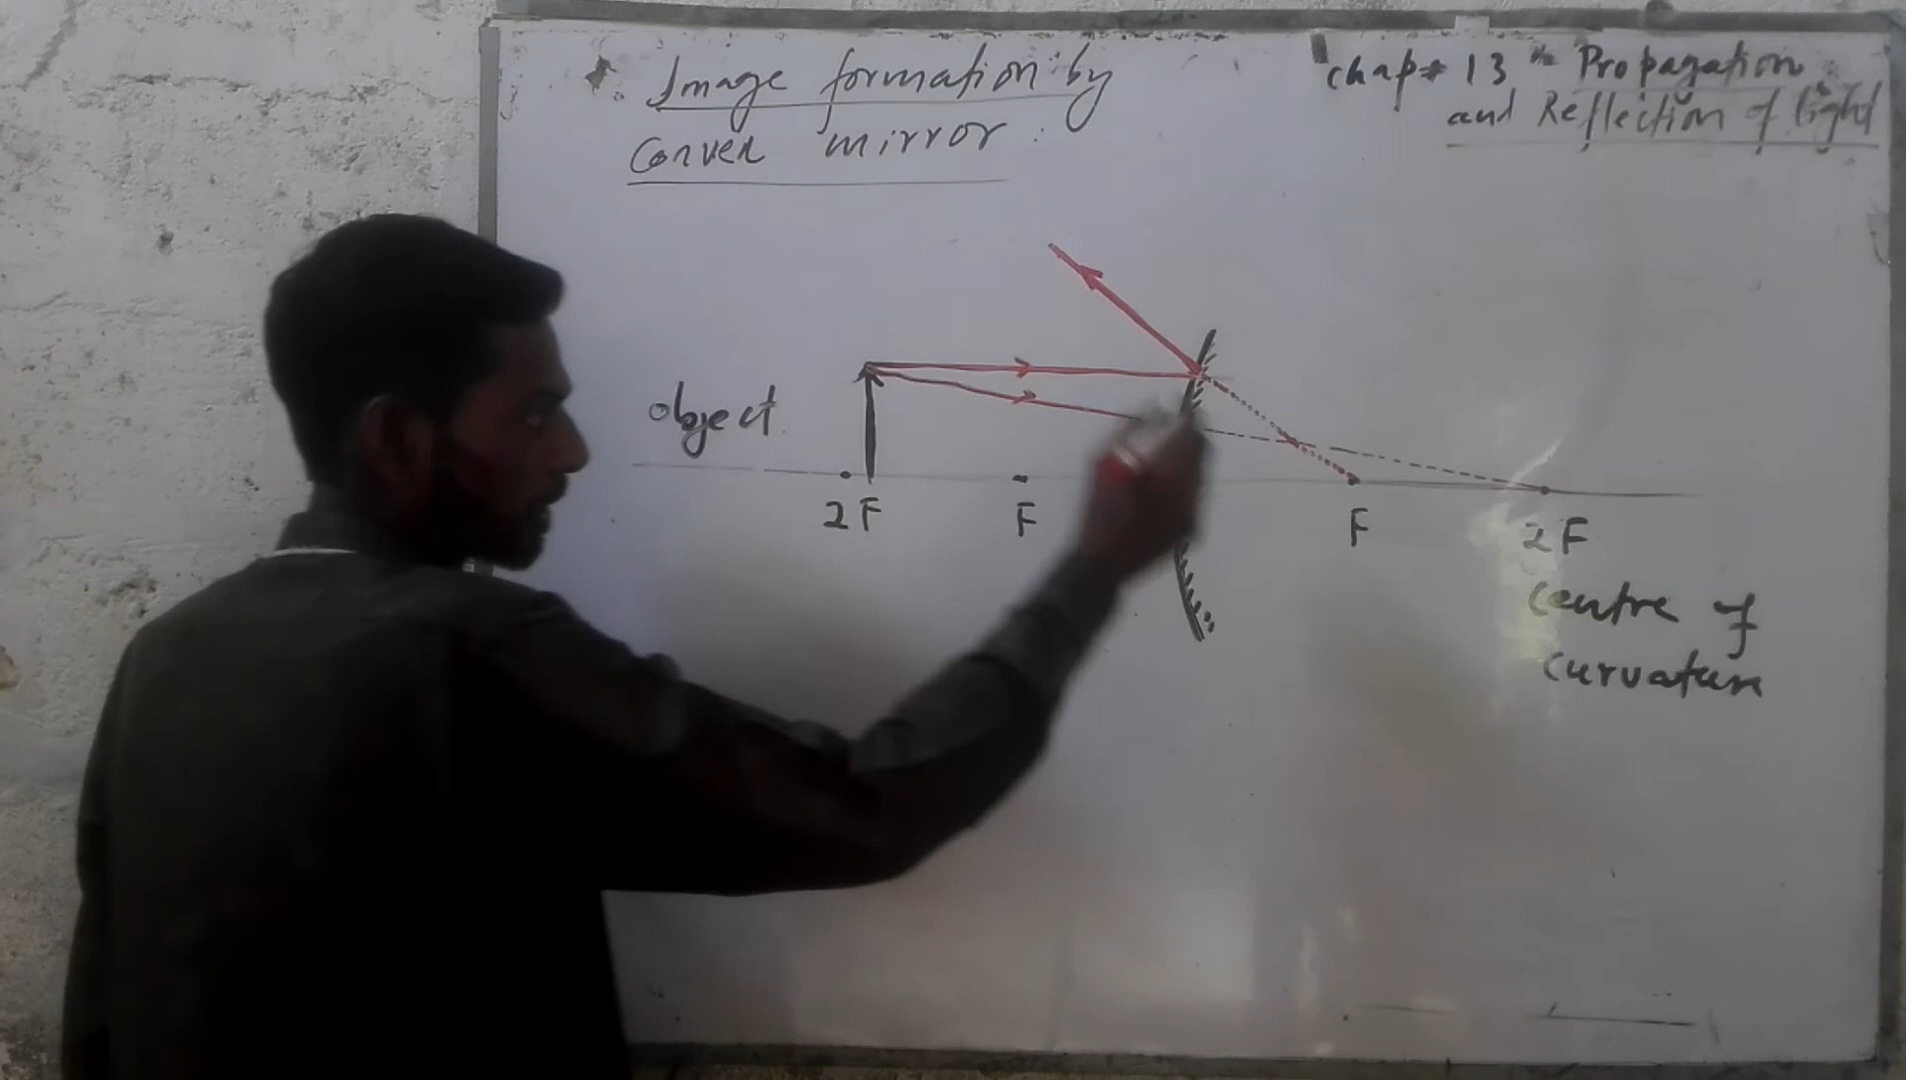 Image formation by
Convex mirror:
Chap # 13 "Propagation
and Reflection of light
object
2F
F
F
2F
Centre of
curvature